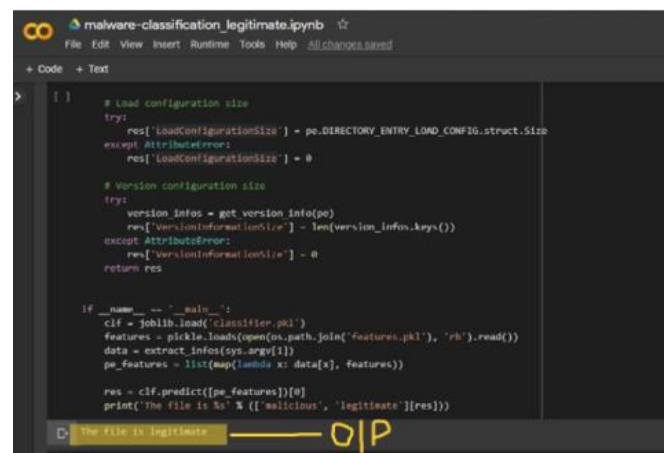 malware-classification_legitimate.ipynb
File Edit View Insert Runtime Tools Help All changes saved
+ Code + Text
[ ]
# Load configuration size
try:
res['LoadConfigurationSize'] = pe.DIRECTORY_ENTRY_LOAD_CONFIG.struct.Size
except AttributeError:
res['LoadConfigurationSize'] = 0
# Version configuration size
try:
version_infos = get_version_info(pe)
res['VersionInformationSize'] = len(version_infos.keys())
except AttributeError:
res['VersionInformationSize'] = 0
return res
if __name__ == '__main__':
clf = joblib.load('classifier.pkl')
features = pickle.loads(open(os.path.join('features.pkl'), 'rb').read())
data = extract_infos(sys.argv[1])
pe_features = list(map(lambda x: data[x], features))
res = clf.predict([pe_features])[0]
print('The file is %s' % (['malicious', 'legitimate'][res]))
The file is legitimate O|P